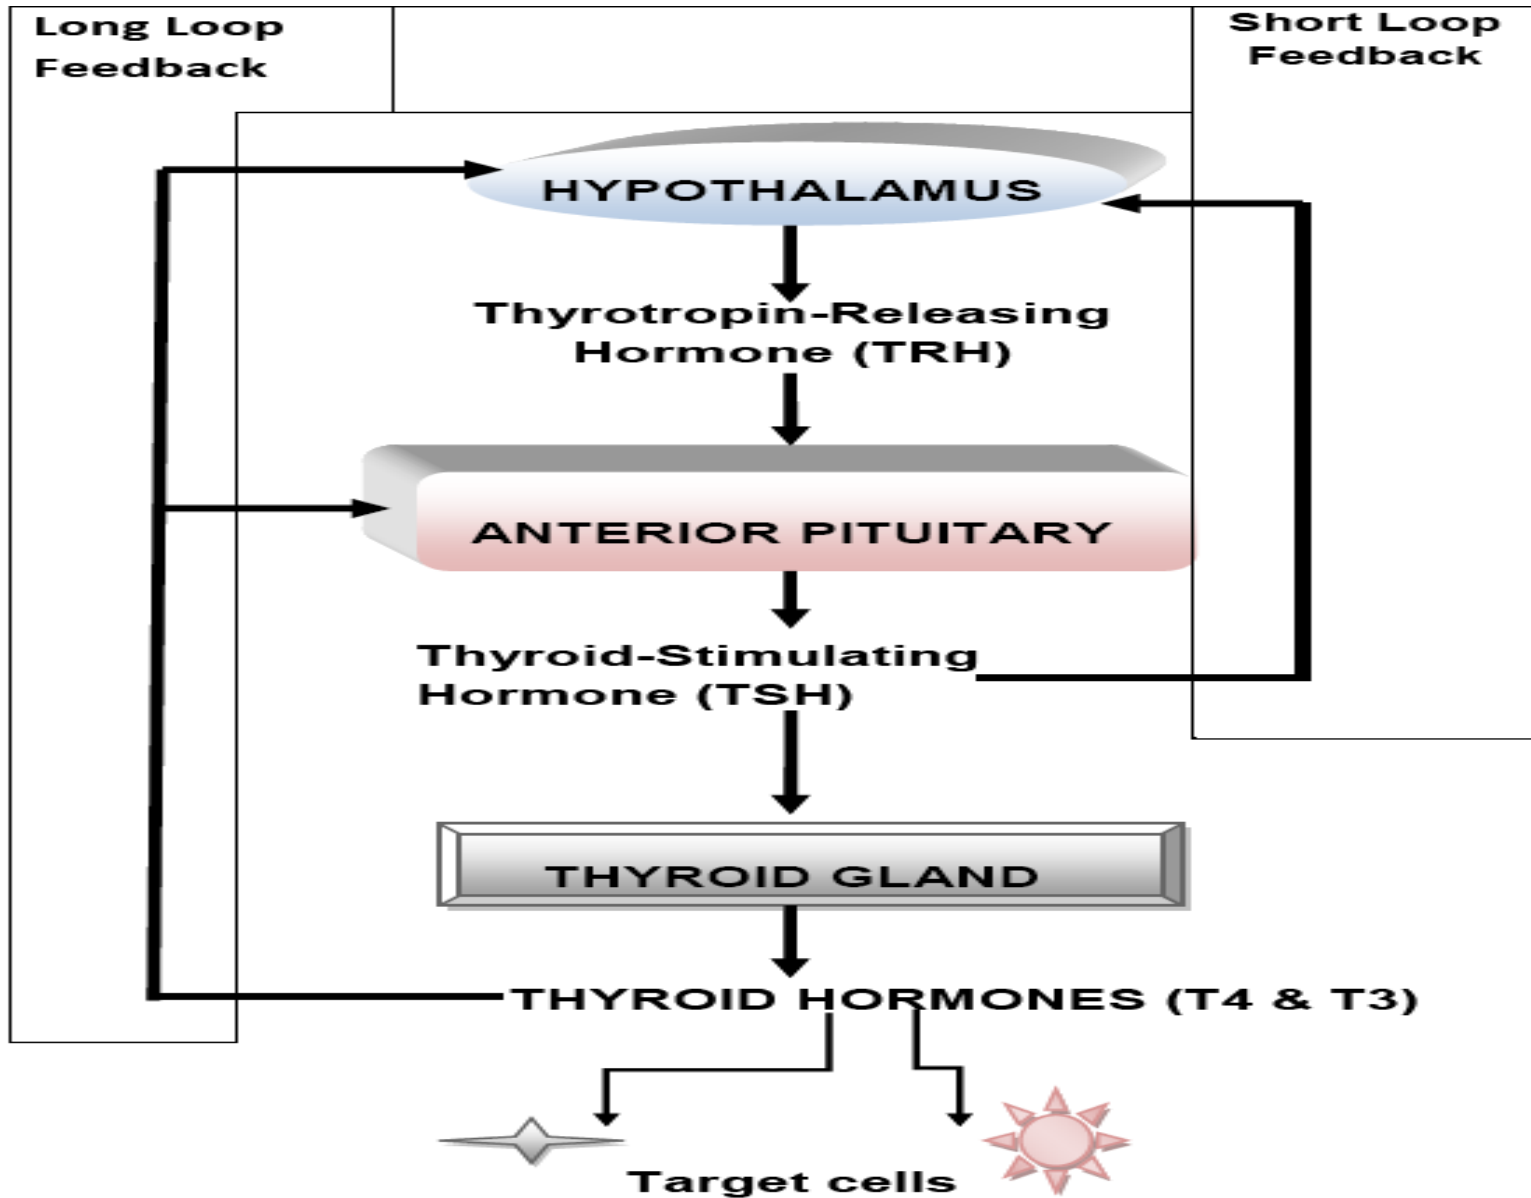 Long Loop
Feedback
Short Loop
Feedback
HYPOTHALAMUS
Thyrotropin-Releasing
Hormone (TRH)
ANTERIOR PITUITARY
Thyroid-Stimulating
Hormone (TSH)
THYROID GLAND
THYROID HORMONES (T4 & T3)
Target cells